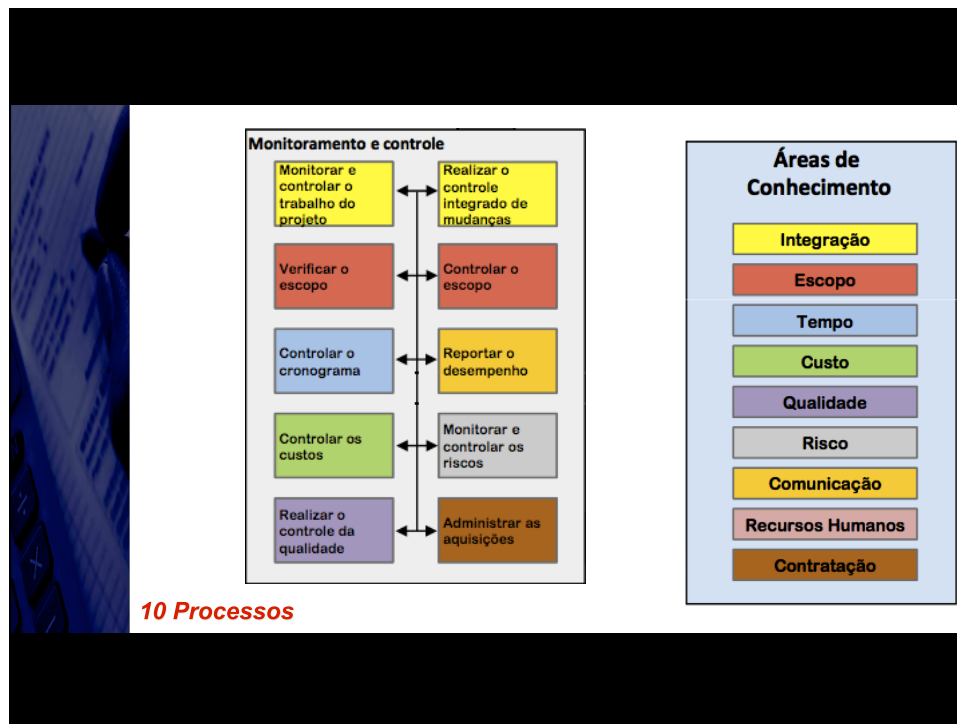 Monitoramento e controle
Monitorar e
controlar o
trabalho do
projeto
Realizar o
controle
integrado de
mudanças
Verificar o
escopo
Controlar o
escopo
Controlar o
cronograma
Reportar o
desempenho
Controlar os
custos
Monitorar e
controlar os
riscos
Realizar o
controle da
qualidade
Administrar as
aquisições
10 Processos
Áreas de
Conhecimento
Integração
Escopo
Tempo
Custo
Qualidade
Risco
Comunicação
Recursos Humanos
Contratação